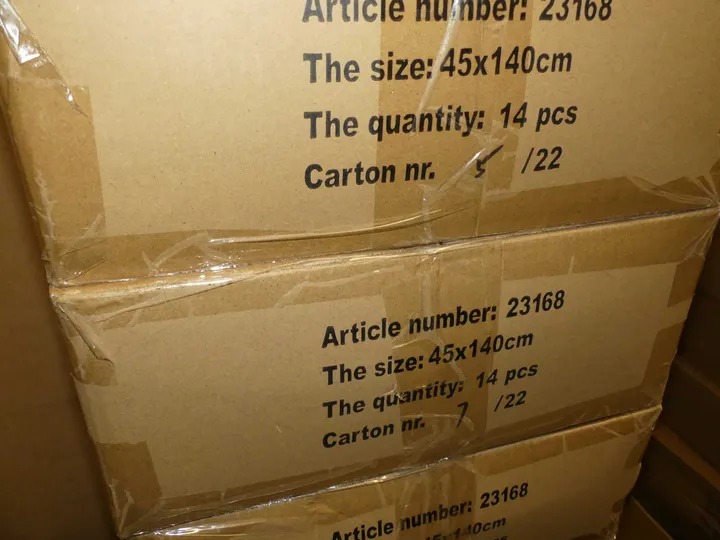 Article number: 23168
The size: 45x140cm
The quantity: 14 pcs
Carton nr. 5 /22
Article number: 23168
The size: 45x140cm
The quantity: 14 pcs
Carton nr. 7 /22
Article number: 23168
45x140cm